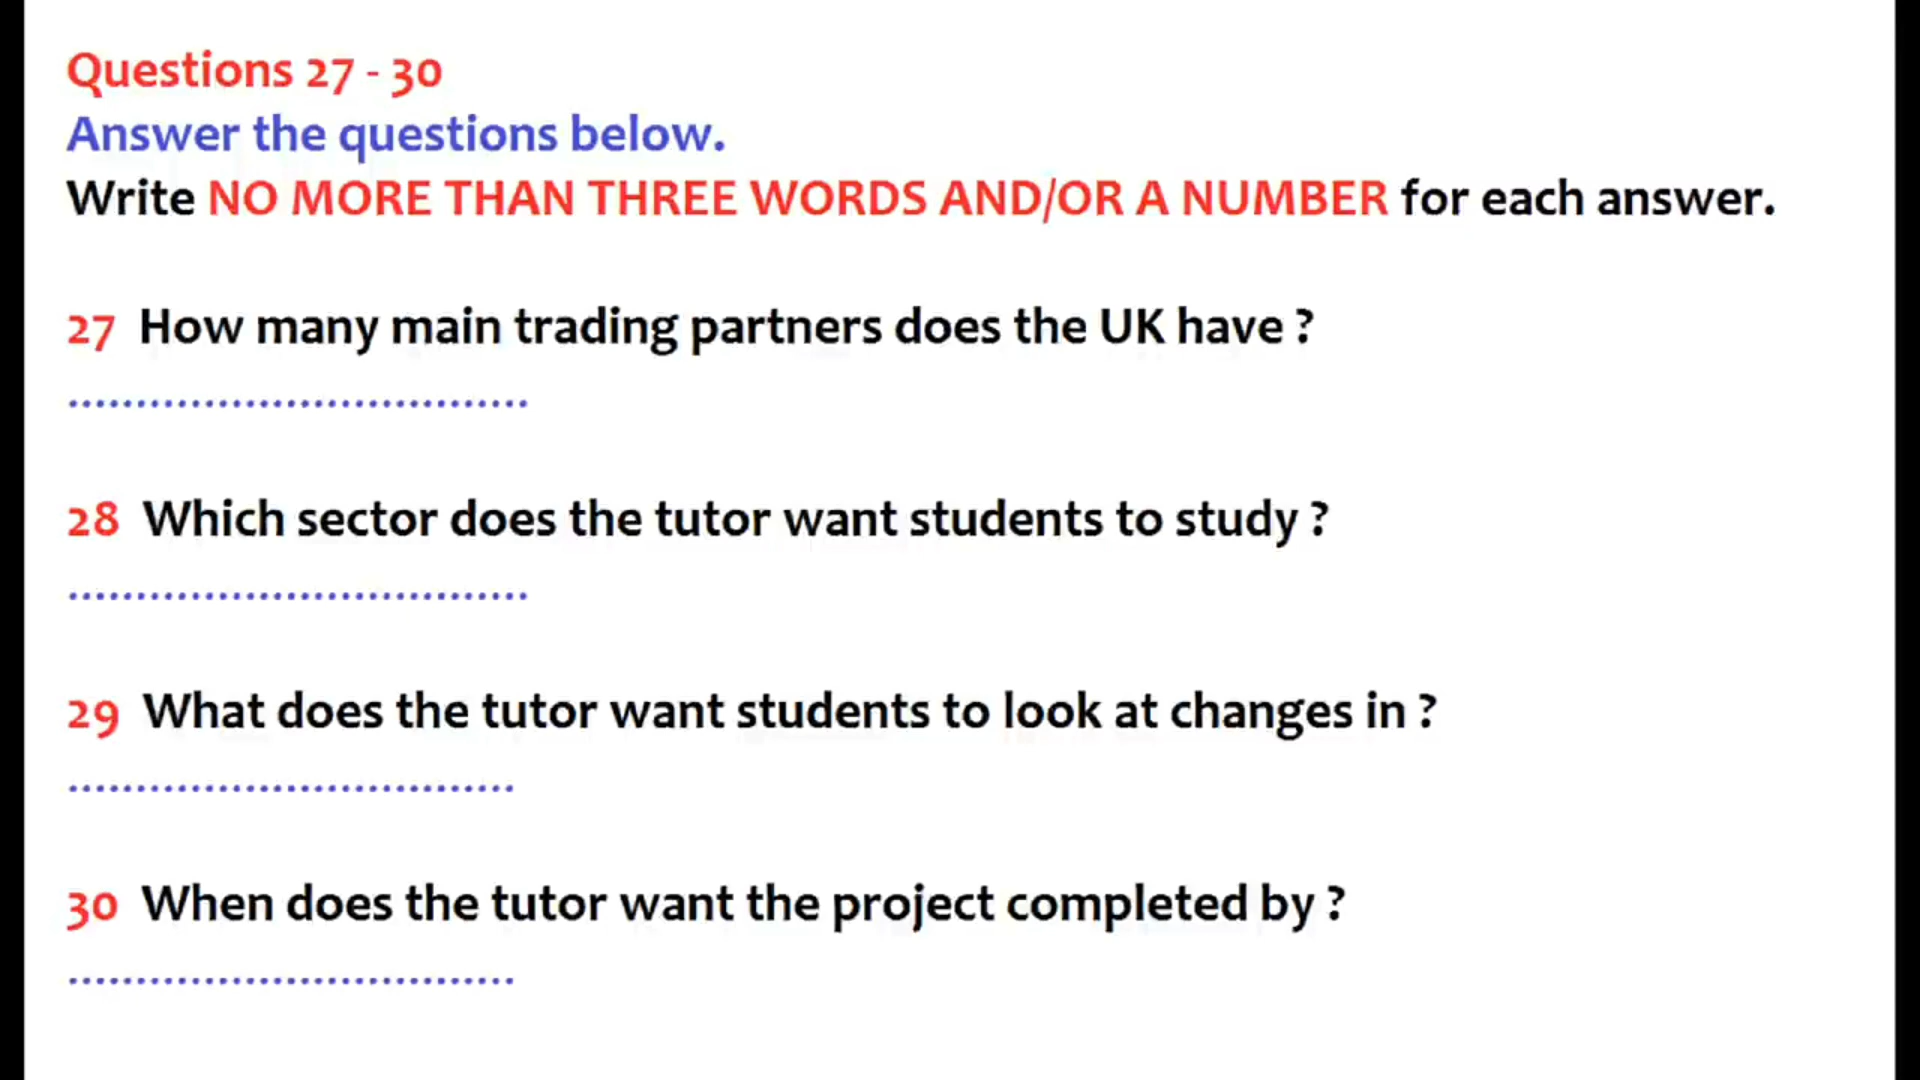 Questions 27 - 30
Answer the questions below.
Write NO MORE THAN THREE WORDS AND/OR A NUMBER for each answer.
27 How many main trading partners does the UK have ?
..................................
28 Which sector does the tutor want students to study ?
..................................
29 What does the tutor want students to look at changes in ?
.................................
30 When does the tutor want the project completed by ?
.................................